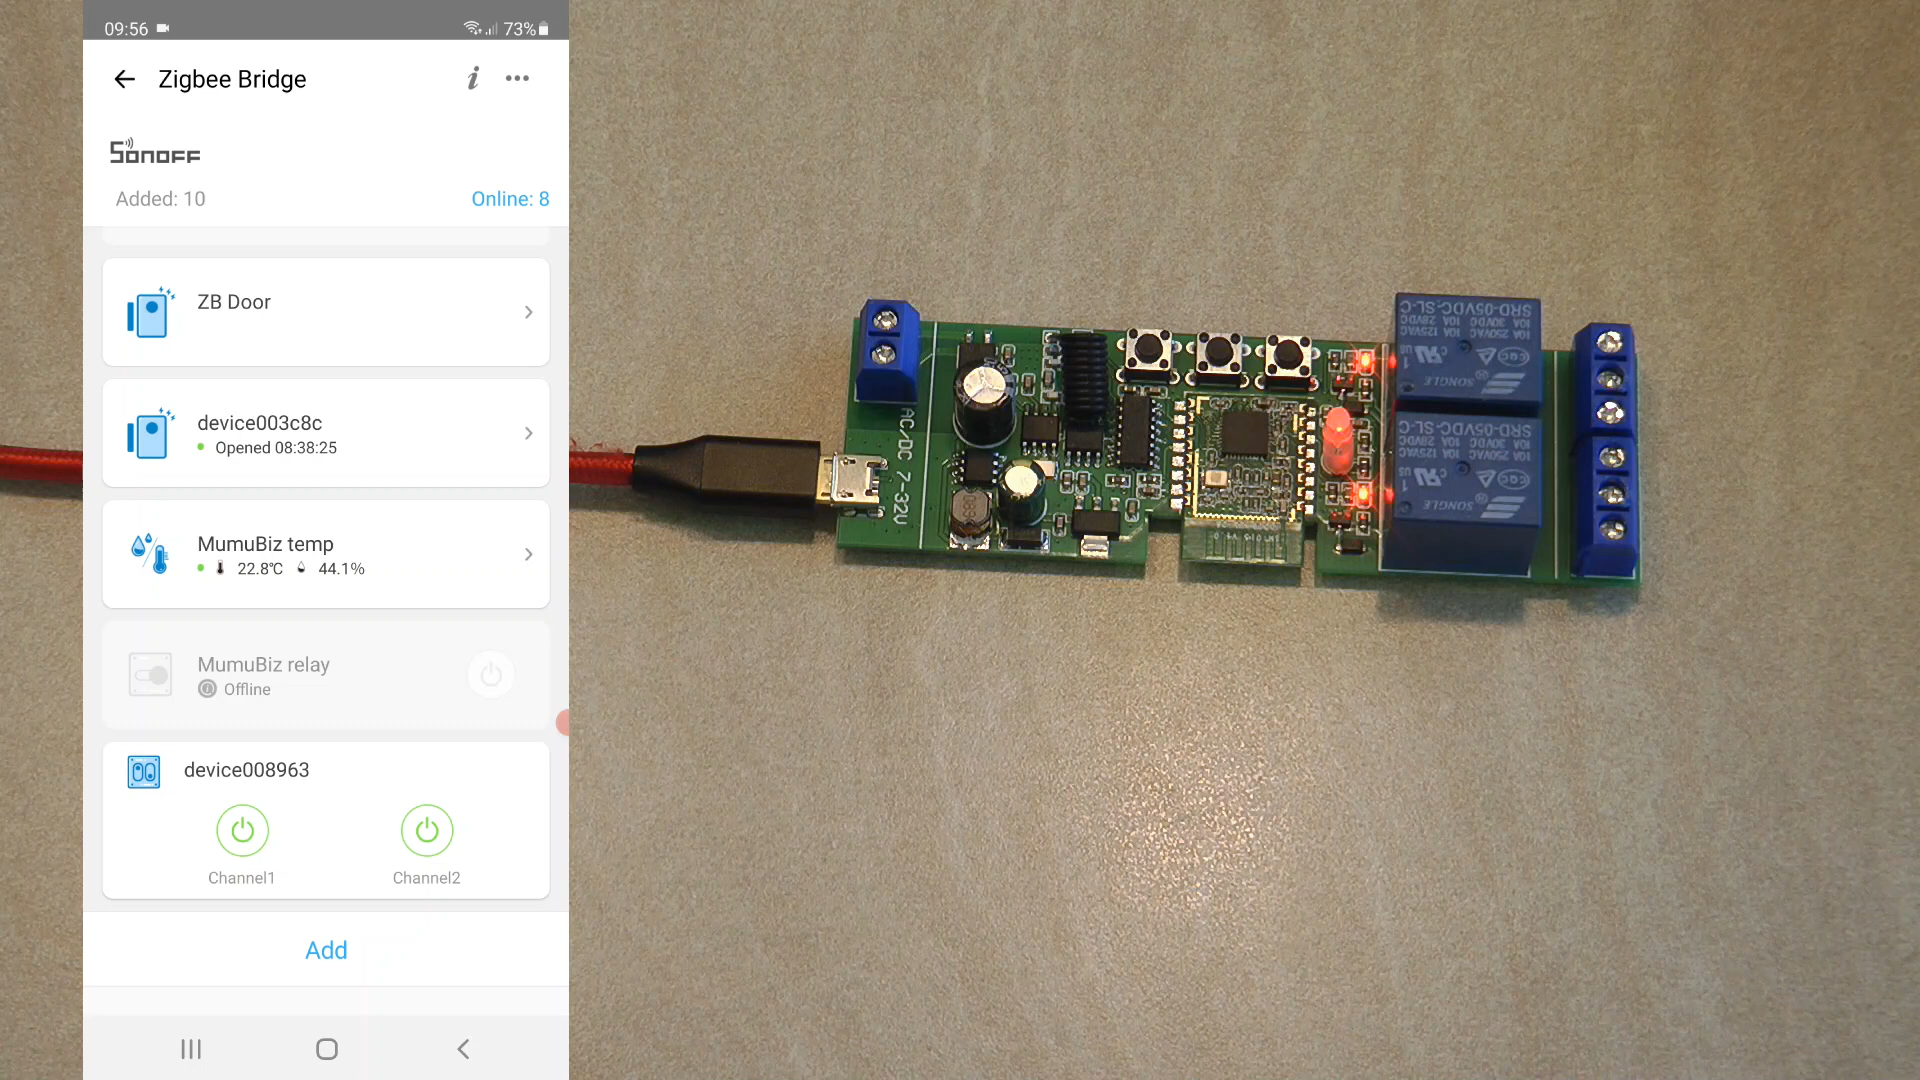 09:56
73%
Zigbee Bridge
i
SONOFF
Added: 10
Online: 8
ZB Door
device003c8c
Opened 08:38:25
MumuBiz temp
22.8℃
44.1%
MumuBiz relay
Offline
device008963
Channel1
Channel2
Add
AC/DC 7-32V
SRD-05VDC-SL-C
10A 250VAC 10A 125VAC
10A 30VDC 10A 28VDC
SONGLE
SRD-05VDC-SL-C
10A 250VAC 10A 125VAC
10A 30VDC 10A 28VDC
SONGLE